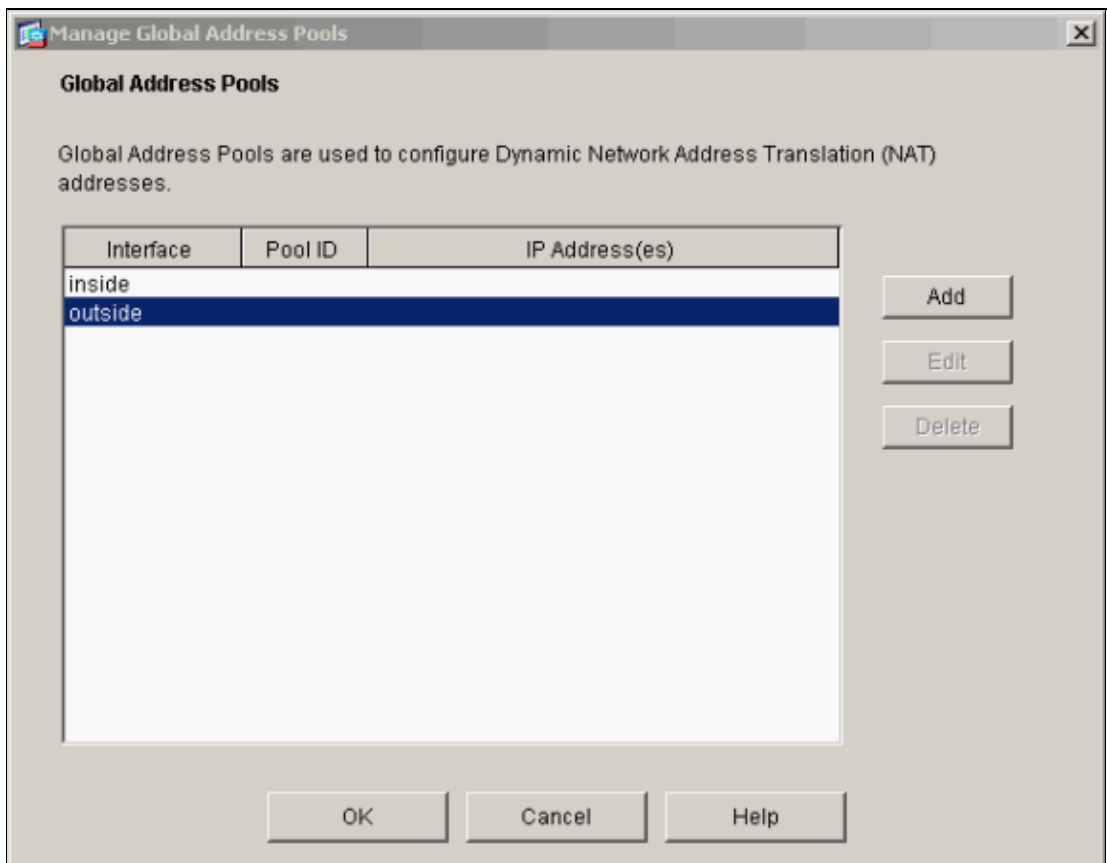 Manage Global Address Pools
Global Address Pools
Global Address Pools are used to configure Dynamic Network Address Translation (NAT)
addresses.
Interface Pool ID IP Address(es)
inside
outside
Add
Edit
Delete
OK Cancel Help